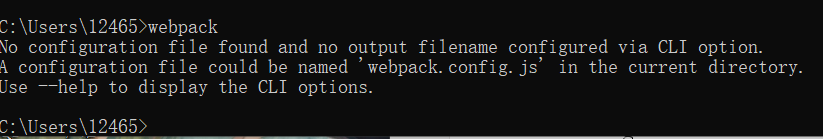 C:\Users\12465>webpack
No configuration file found and no output filename configured via CLI option.
A configuration file could be named 'webpack.config.js' in the current directory.
Use --help to display the CLI options.
C:\Users\12465>